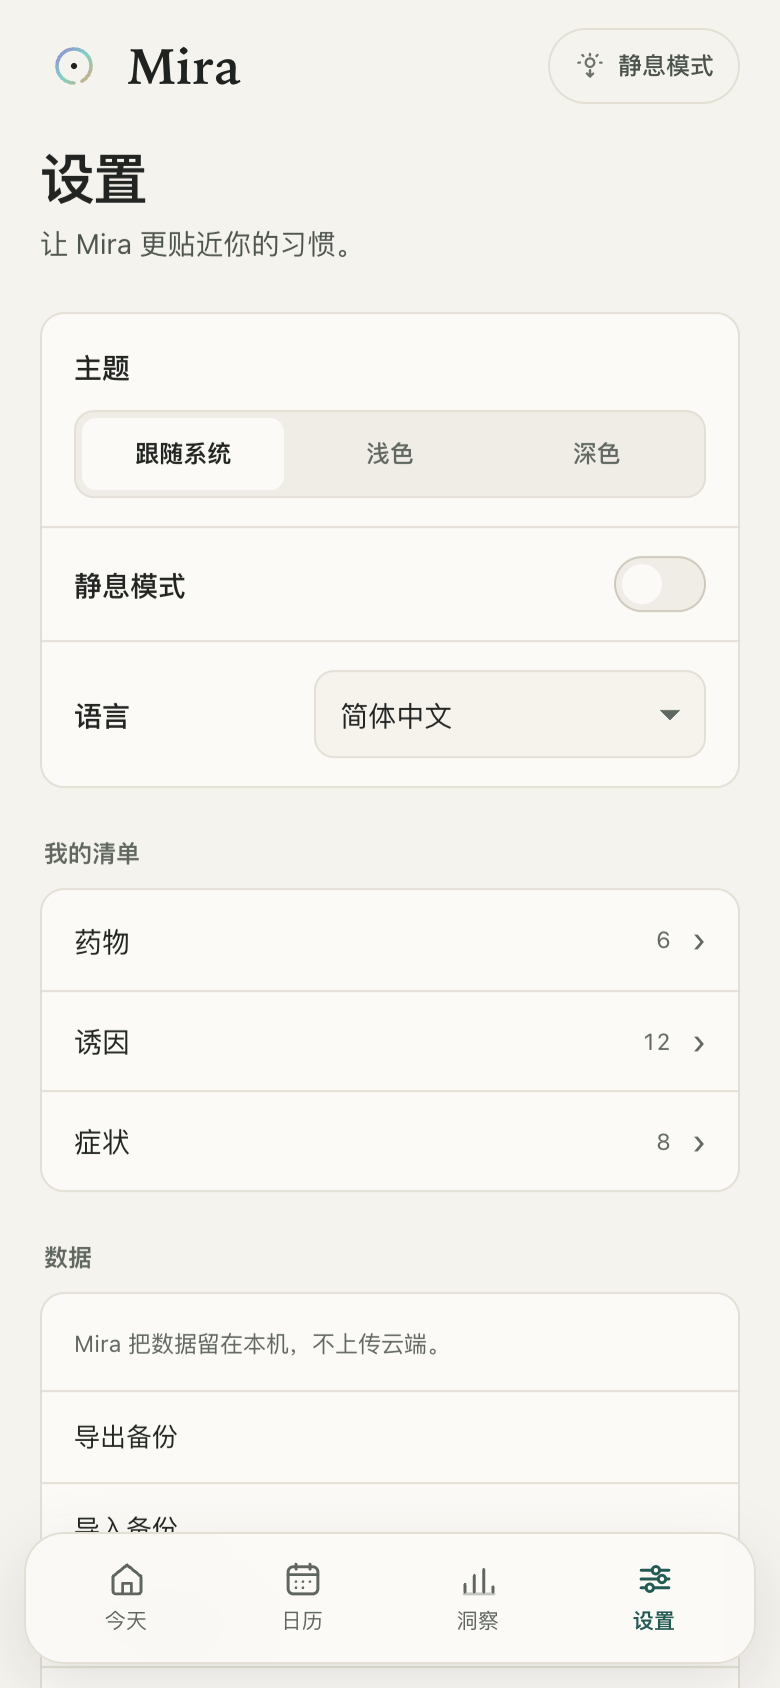 Mira
静息模式
设置
让 Mira 更贴近你的习惯。
主题
跟随系统 浅色 深色
静息模式
语言 简体中文
我的清单
药物 6
诱因 12
症状 8
数据
Mira 把数据留在本机，不上传云端。
导出备份
导入备份
今天 日历 洞察 设置